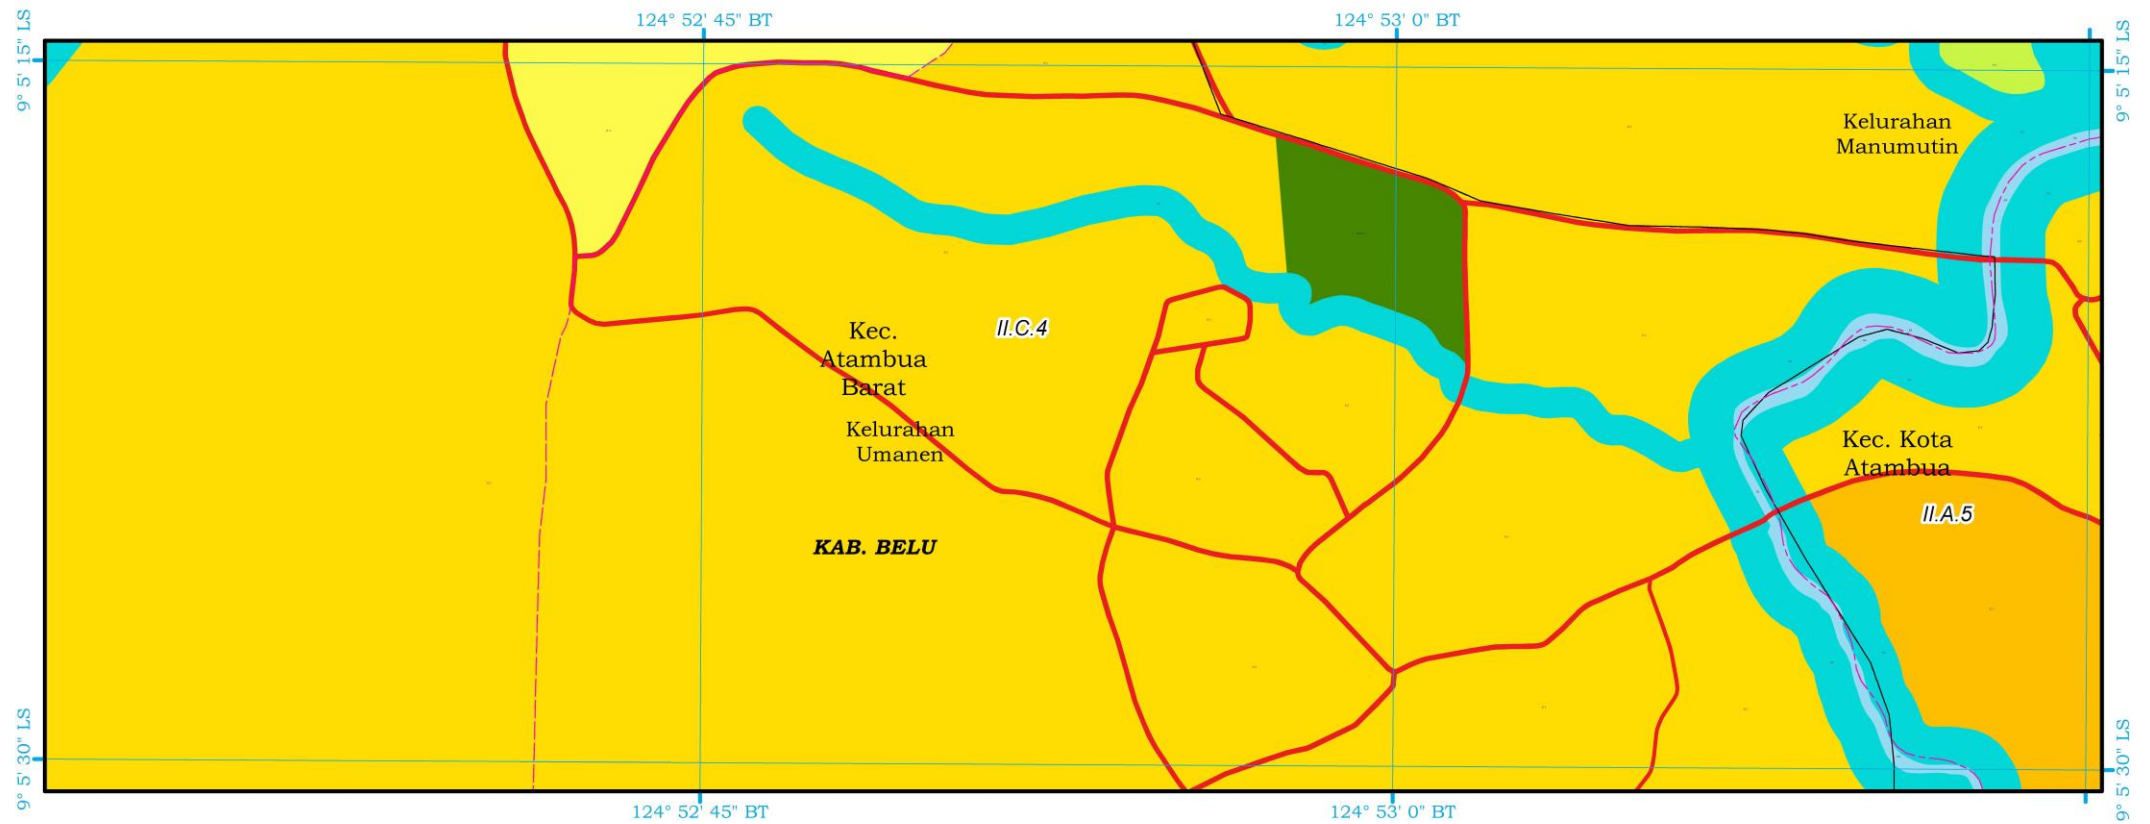 124° 52' 45" BT
124° 53' 0" BT
9° 5' 15" LS
9° 5' 15" LS
Kelurahan
Manumutin
Kec.
Atambua
Barat
II.C.4
Kelurahan
Umanen
Kec. Kota
Atambua
II.A.5
KAB. BELU
9° 5' 30" LS
9° 5' 30" LS
124° 52' 45" BT
124° 53' 0" BT